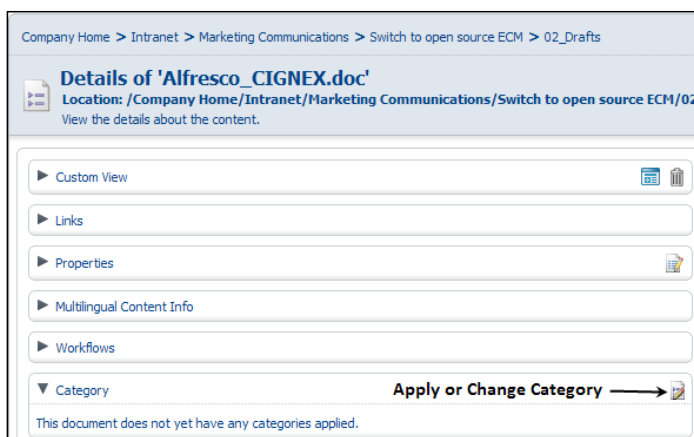 Company Home > Intranet > Marketing Communications > Switch to open source ECM > 02_Drafts
Details of 'Alfresco_CIGNEX.doc'
Location: /Company Home/Intranet/Marketing Communications/Switch to open source ECM/02
View the details about the content.
Custom View
Links
Properties
Multilingual Content Info
Workflows
Category Apply or Change Category
This document does not yet have any categories applied.